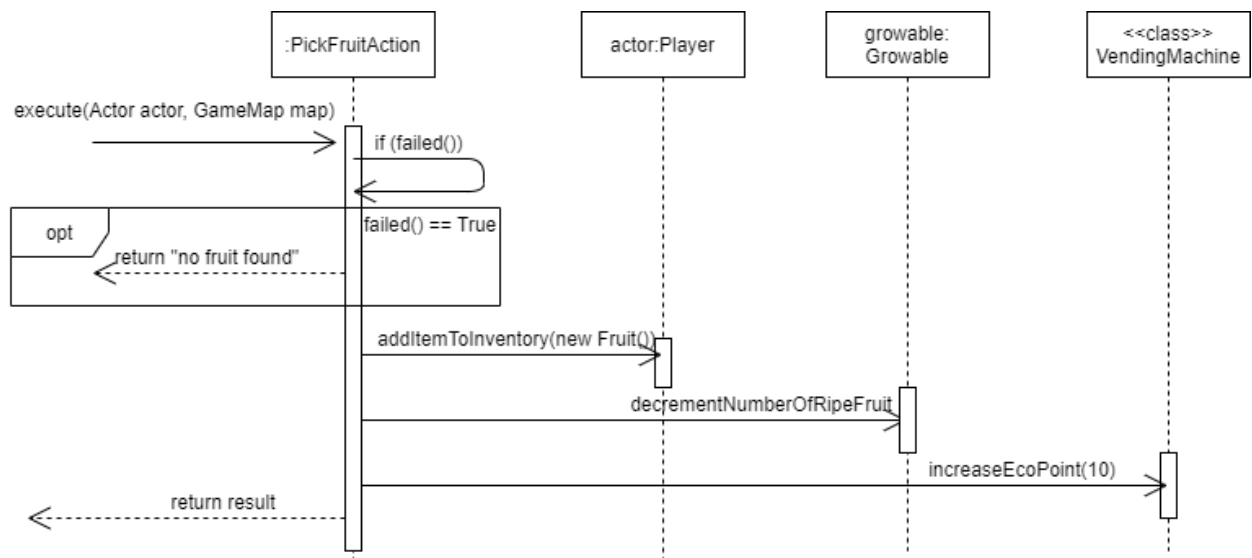 :PickFruitAction
actor:Player
growable:
Growable
<<class>>
VendingMachine
execute(Actor actor, GameMap map)
if (failed())
opt
failed() == True
return "no fruit found"
addItemToInventory(new Fruit())
decrementNumberOfRipeFruit
increaseEcoPoint(10)
return result